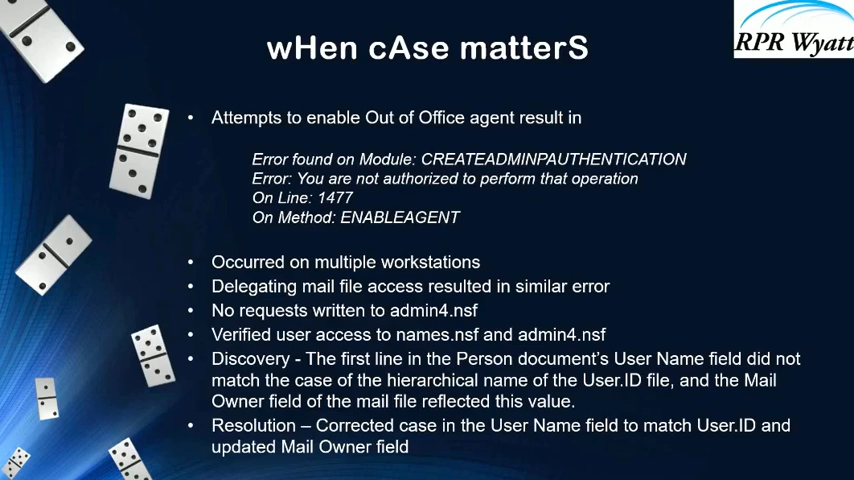 wHen cAse matterS
RPR Wyatt
• Attempts to enable Out of Office agent result in
Error found on Module: CREATEADMINPAUTHENTICATION
Error: You are not authorized to perform that operation
On Line: 1477
On Method: ENABLEAGENT
• Occurred on multiple workstations
• Delegating mail file access resulted in similar error
• No requests written to admin4.nsf
• Verified user access to names.nsf and admin4.nsf
• Discovery - The first line in the Person document's User Name field did not
match the case of the hierarchical name of the User.ID file, and the Mail
Owner field of the mail file reflected this value.
• Resolution – Corrected case in the User Name field to match User.ID and
updated Mail Owner field